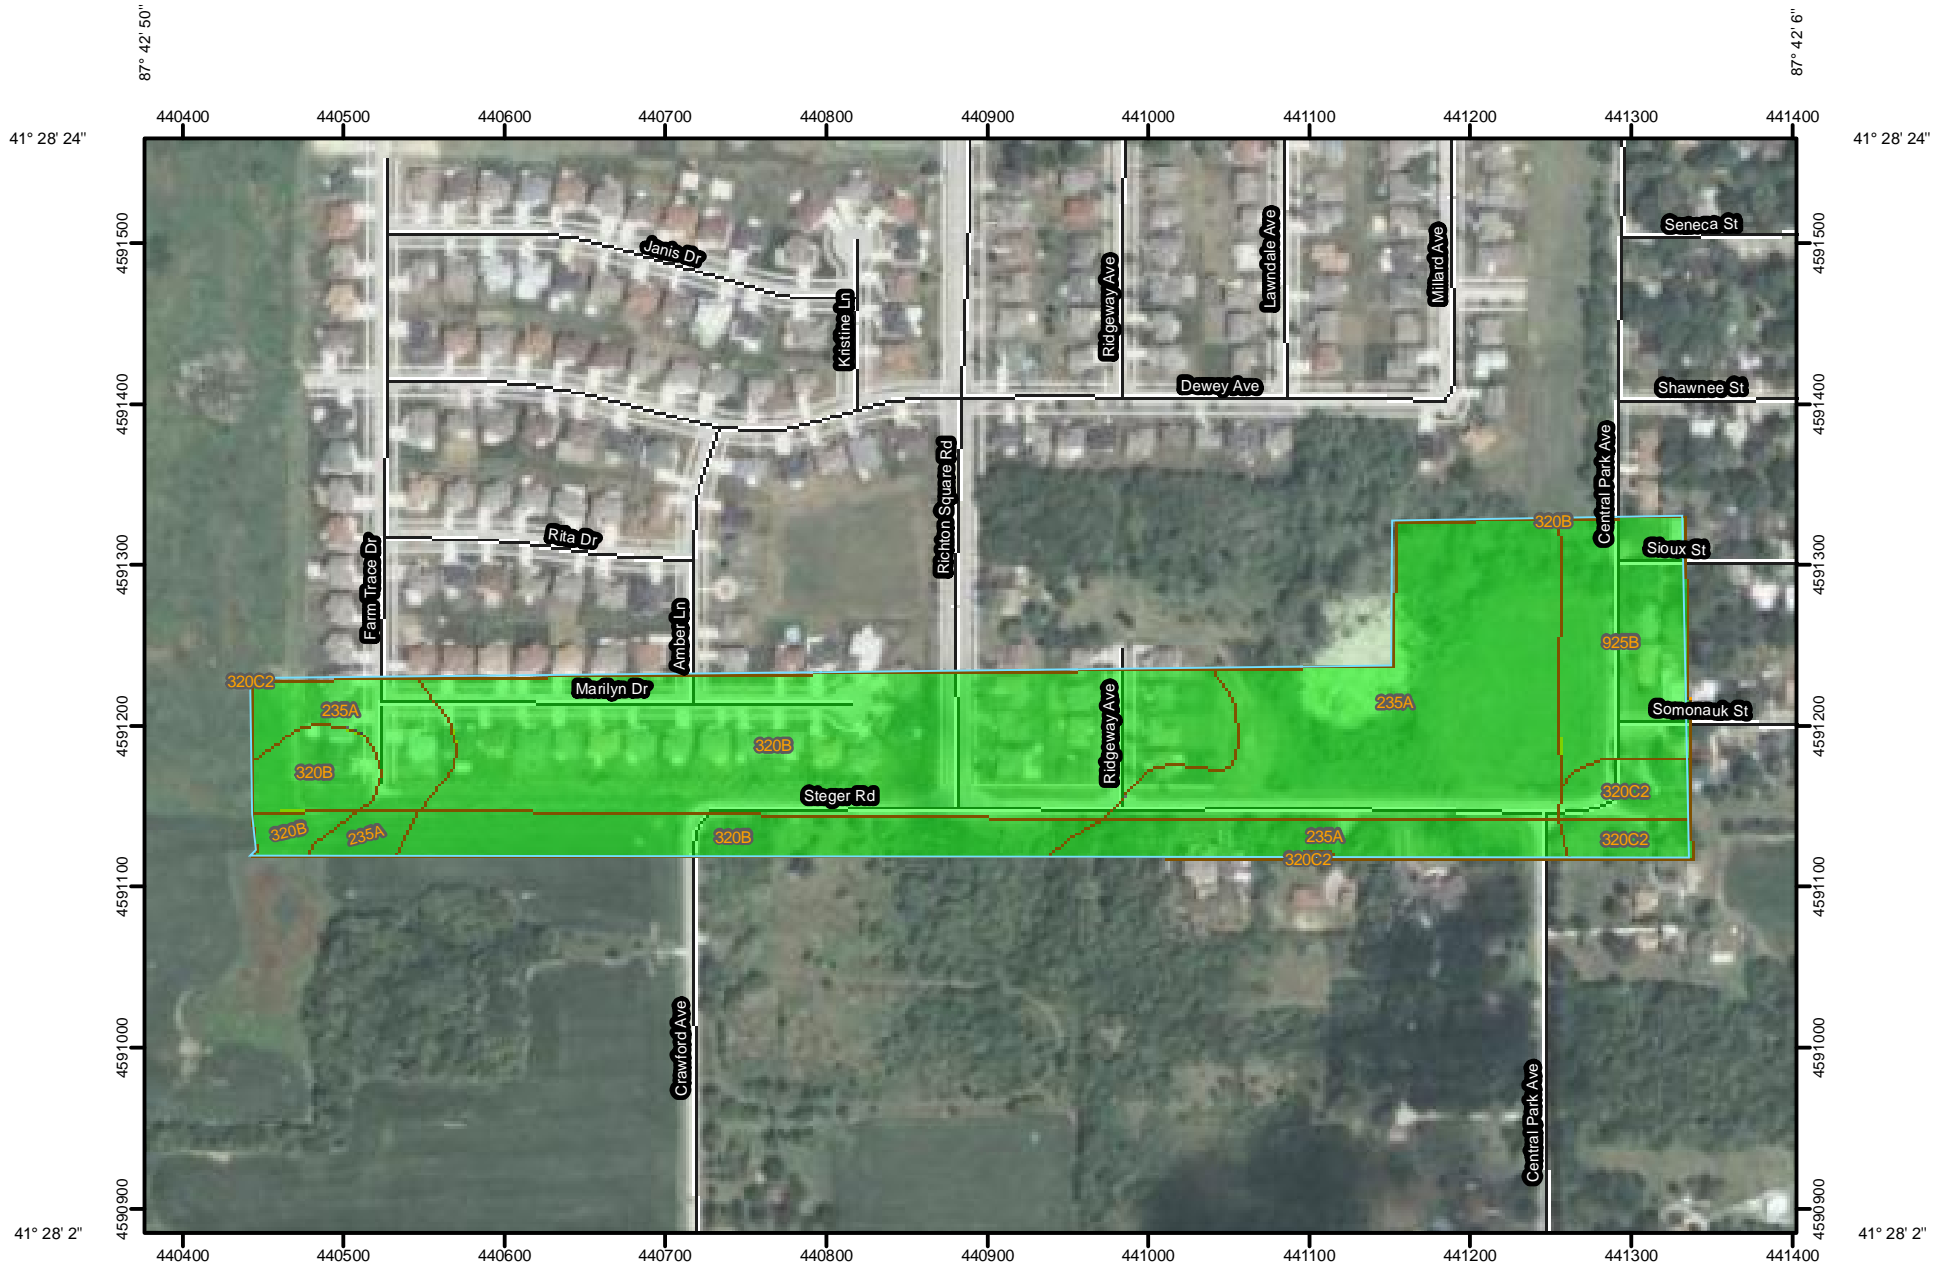 87° 42' 50"
87° 42' 6"
440400
440500
440600
440700
440800
440900
441000
441100
441200
441300
441400
41° 28' 24"
41° 28' 24"
4591500
4591500
Seneca St
Janis Dr
Ridgeway Ave
Lawndale Ave
Millard Ave
Kristine Ln
4591400
Dewey Ave
Shawnee St
4591400
Richton Square Rd
Central Park Ave
320B
Rita Dr
Sioux St
4591300
Farm Trace Dr
4591300
Amber Ln
925B
320C2
Marilyn Dr
235A
235A
Somonauk St
4591200
4591200
Ridgeway Ave
320B
320B
Steger Rd
320C2
320B
235A
320B
235A
320C2
320C2
4591100
4591100
4591000
Crawford Ave
4591000
Central Park Ave
4590900
4590900
41° 28' 2"
41° 28' 2"
440400
440500
440600
440700
440800
440900
441000
441100
441200
441300
441400